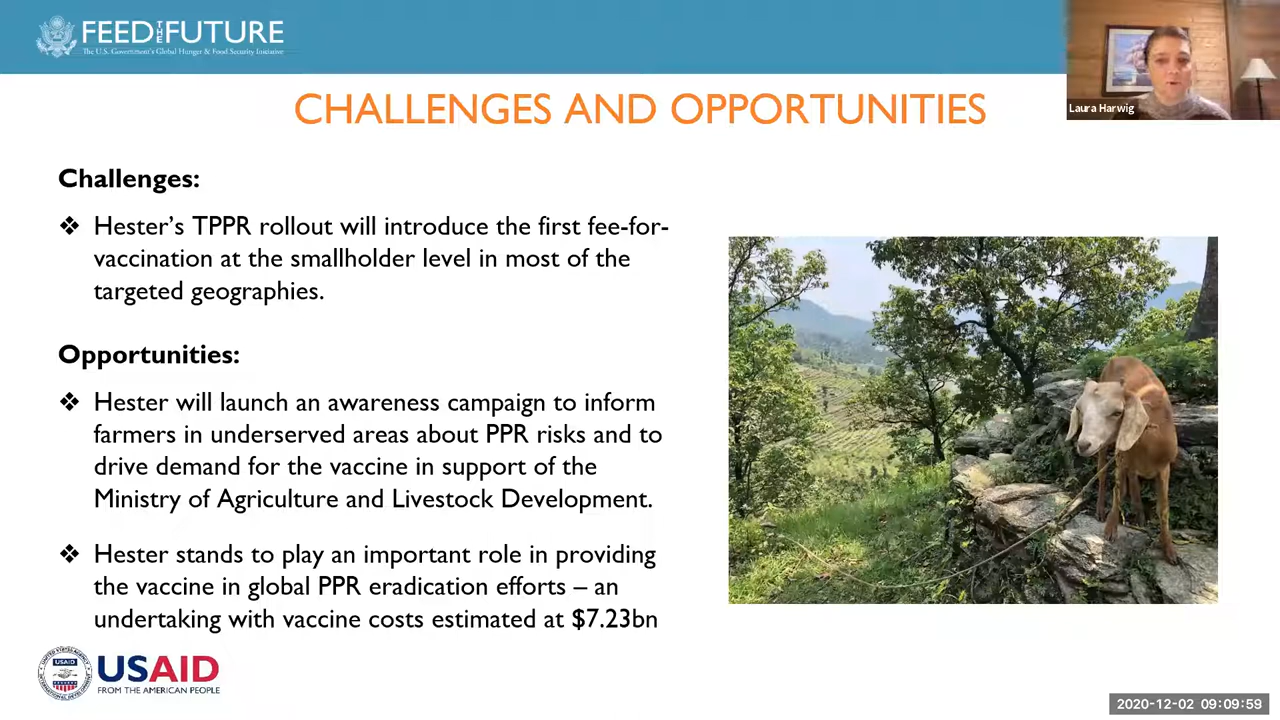 FEED THE FUTURE
The U.S. Government's Global Hunger & Food Security Initiative
Laura Harwig
CHALLENGES AND OPPORTUNITIES
Challenges:
❖ Hester's TPPR rollout will introduce the first fee-for-
vaccination at the smallholder level in most of the
targeted geographies.
Opportunities:
❖ Hester will launch an awareness campaign to inform
farmers in underserved areas about PPR risks and to
drive demand for the vaccine in support of the
Ministry of Agriculture and Livestock Development.
❖ Hester stands to play an important role in providing
the vaccine in global PPR eradication efforts – an
undertaking with vaccine costs estimated at $7.23bn
USAID
USAID
FROM THE AMERICAN PEOPLE
2020-12-02 09:09:59